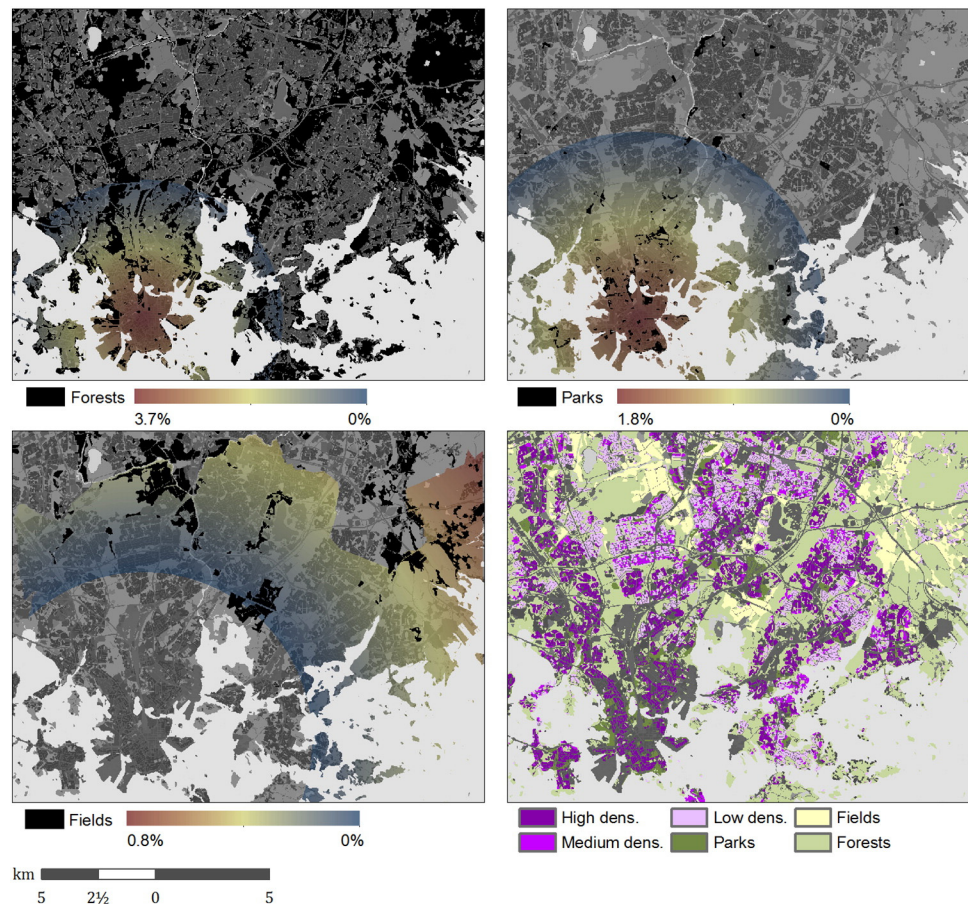 Forests
3.7% 0%
Parks
1.8% 0%
Fields
0.8% 0%
High dens. Low dens. Fields
Medium dens. Parks Forests
km
5 2½ 0 5